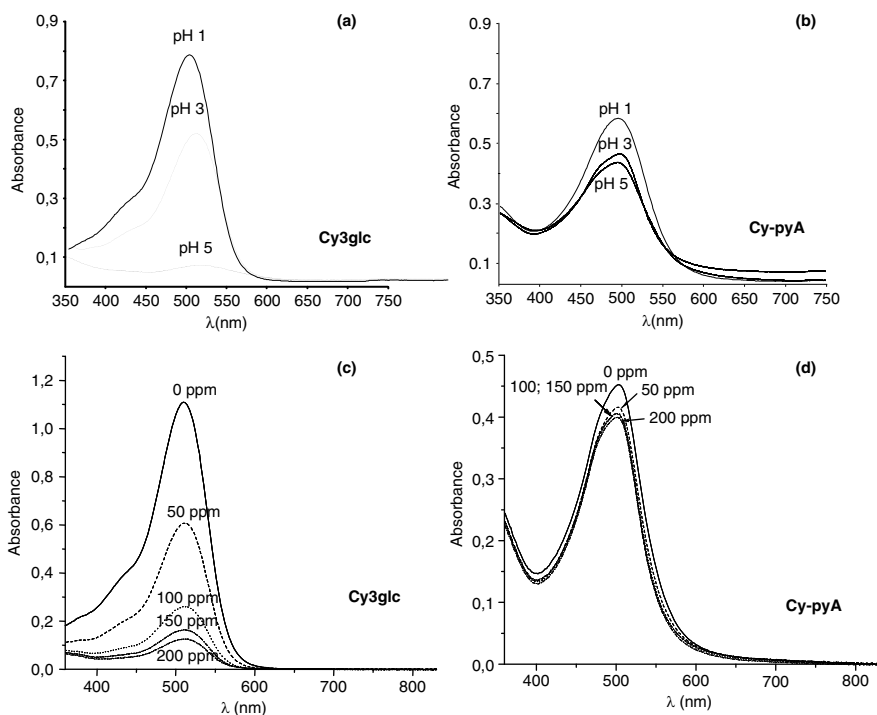 0,9
(a)
pH 1
0,7
pH 3
0,5
Absorbance
0,3
Cy3glc
pH 5
0,1
350 400 450 500 550 600 650 700 750
λ(nm)
0.9
(b)
0.7
pH 1
0.5
pH 3
Absorbance
pH 5
0.3
Cy-pyA
0.1
350 400 450 500 550 600 650 700 750
λ(nm)
(c)
1,2
0 ppm
1,0
0,8
50 ppm
0,6
Absorbance
0,4
100 ppm
Cy3glc
150 ppm
0,2
200 ppm
0,0
400 500 600 700 800
λ (nm)
0,5
(d)
0 ppm
100; 150 ppm
50 ppm
200 ppm
0,4
0,3
Absorbance
0,2
Cy-pyA
0,1
0,0
400 500 600 700 800
λ (nm)